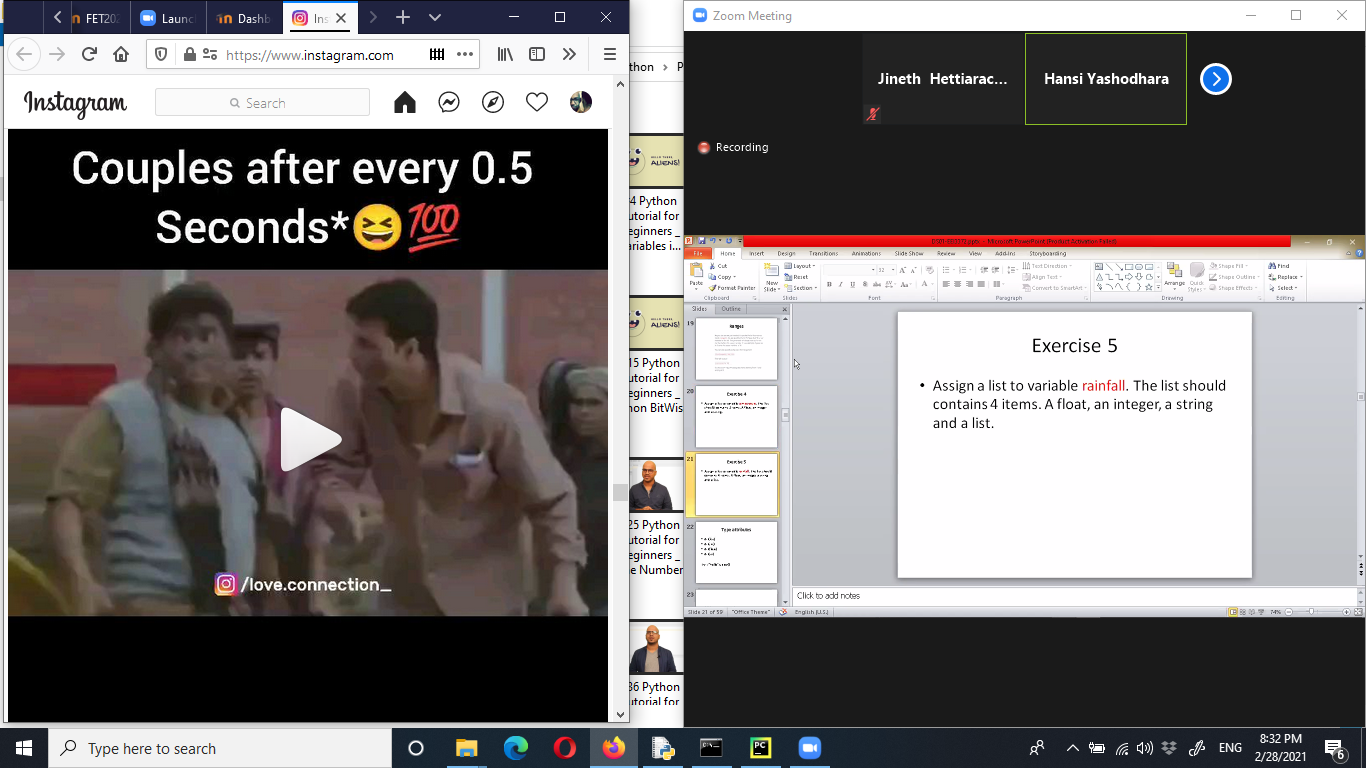 FET202
Launc
Dashb
Ins
https://www.instagram.com
Instagram
Search
Couples after every 0.5
Seconds*😆💯
/love.connection_
thon › P
HELLO THERE
ALIENS!
4 Python
utorial for
eginners _
ariables i...
ALIENS!
15 Python
utorial for
eginners _
hon BitWis
25 Python
utorial for
eginners _
e Number
36 Python
utorial for
Zoom Meeting
Jineth Hettiarac...
Hansi Yashodhara
Recording
File
Home
Insert
Design
Transitions
Animations
Slide Show
Review
View
Add-Ins
Storyboarding
Paste
Cut
Copy
Format Painter
Clipboard
New
Slide
Layout
Reset
Section
Slides
Font
Text Direction
Align Text
Convert to SmartArt
Paragraph
Arrange
Quick
Styles
Shape Fill
Shape Outline
Shape Effects
Drawing
Find
Replace
Select
Editing
Slides
Outline
19
Ranges
20
Exercise 4
21
Exercise 5
22
Type attributes
23
Exercise 5
• Assign a list to variable rainfall. The list should
contains 4 items. A float, an integer, a string
and a list.
Click to add notes
Slide 21 of 59
"Office Theme"
English (U.S.)
74%
Type here to search
ENG
8:32 PM
2/28/2021
6